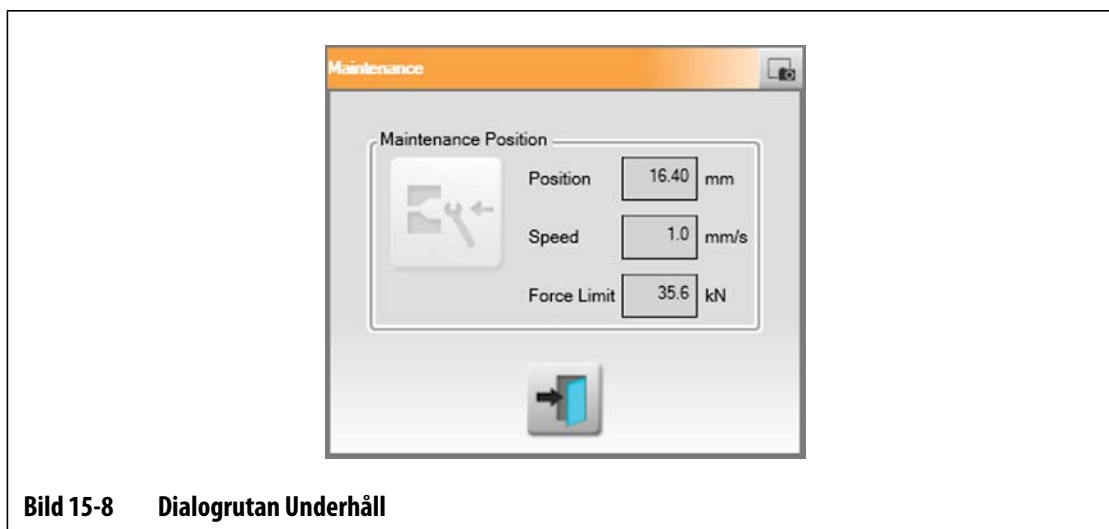 Maintenance
Maintenance Position
Position 16.40 mm
Speed 1.0 mm/s
Force Limit 35.6 kN
Bild 15-8 Dialogrutan Underhåll